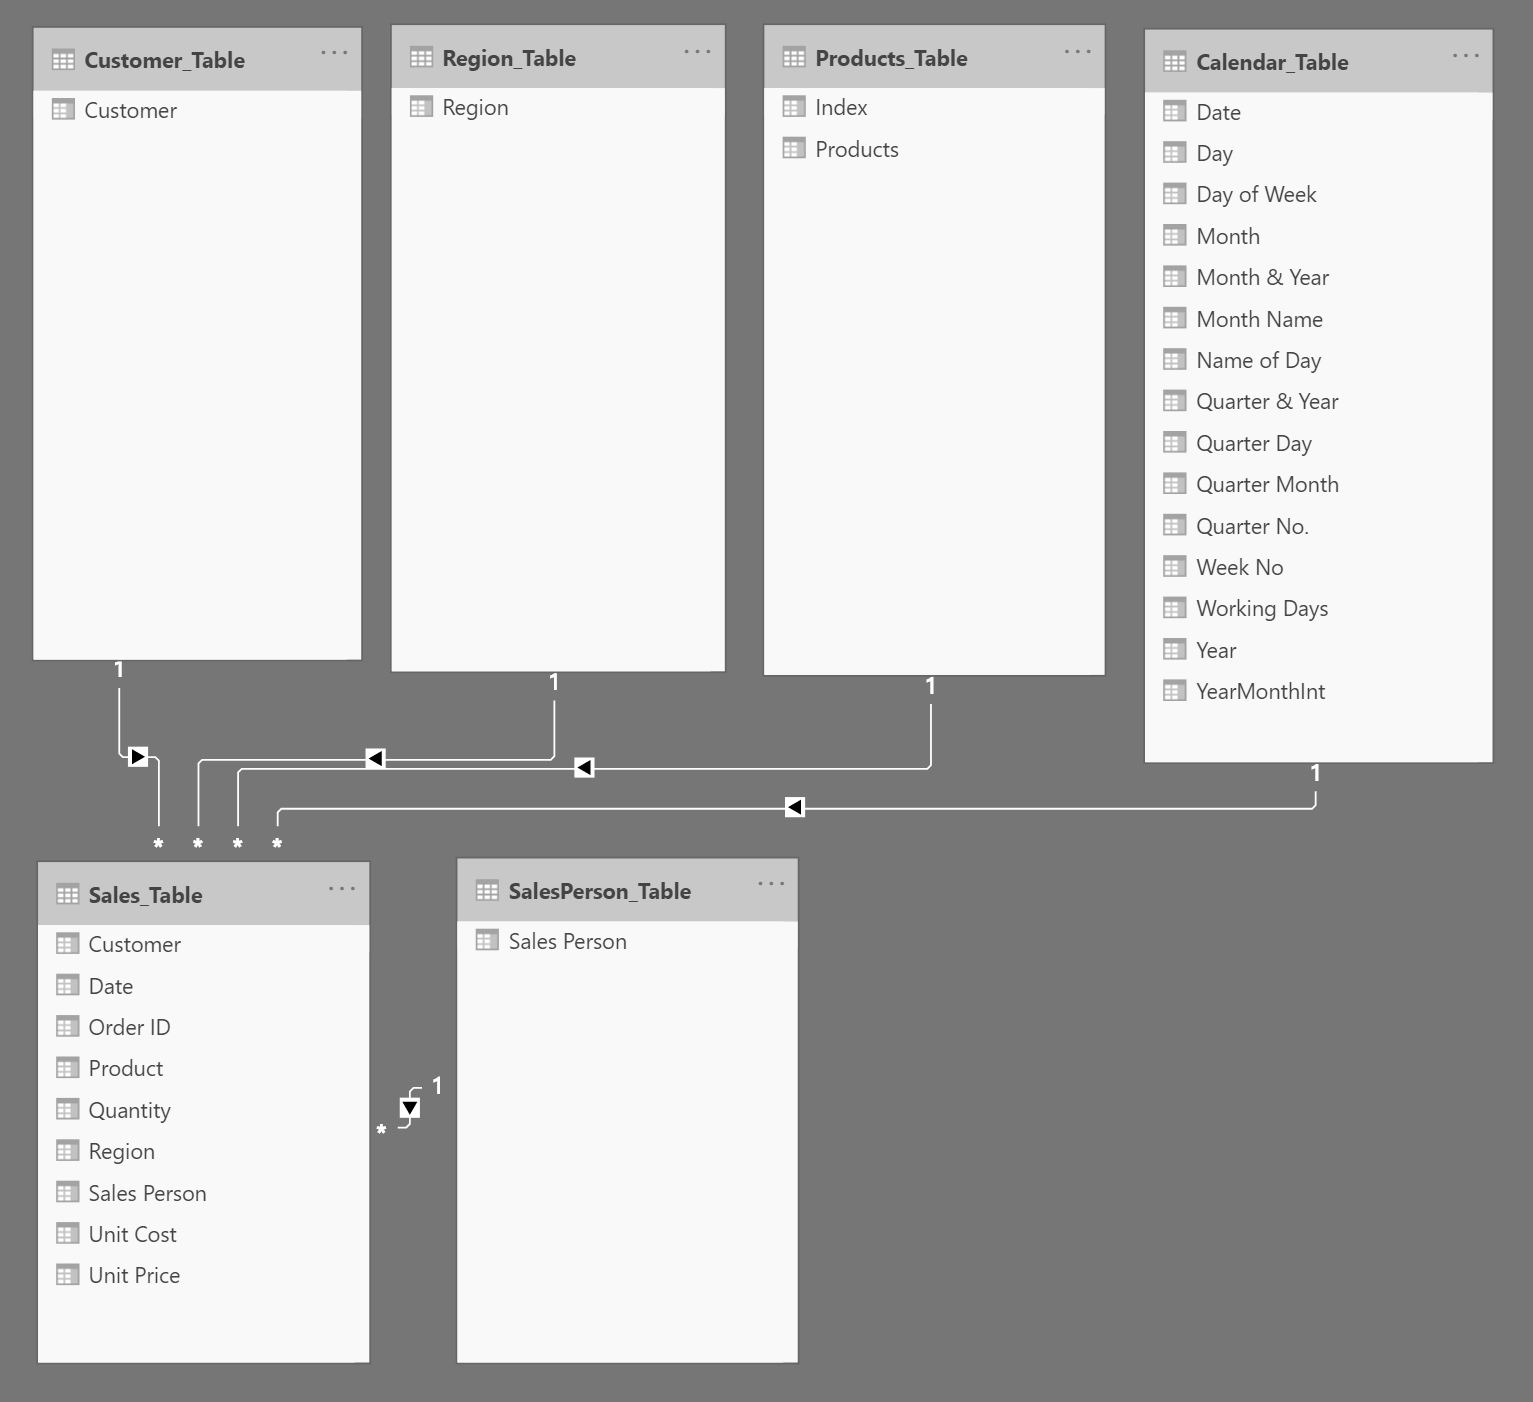 Customer_Table
Customer
Region_Table
Region
Products_Table
Index
Products
Calendar_Table
Date
Day
Day of Week
Month
Month & Year
Month Name
Name of Day
Quarter & Year
Quarter Day
Quarter Month
Quarter No.
Week No
Working Days
Year
YearMonthInt
1
1
1
1
* * * *
Sales_Table
Customer
Date
Order ID
Product
Quantity
Region
Sales Person
Unit Cost
Unit Price
1
*
SalesPerson_Table
Sales Person